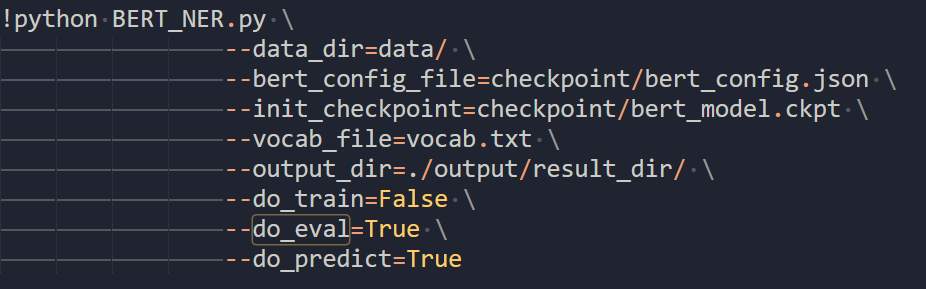 !python BERT_NER.py \
--data_dir=data/ \
--bert_config_file=checkpoint/bert_config.json \
--init_checkpoint=checkpoint/bert_model.ckpt \
--vocab_file=vocab.txt \
--output_dir=./output/result_dir/ \
--do_train=False \
--do_eval=True \
--do_predict=True